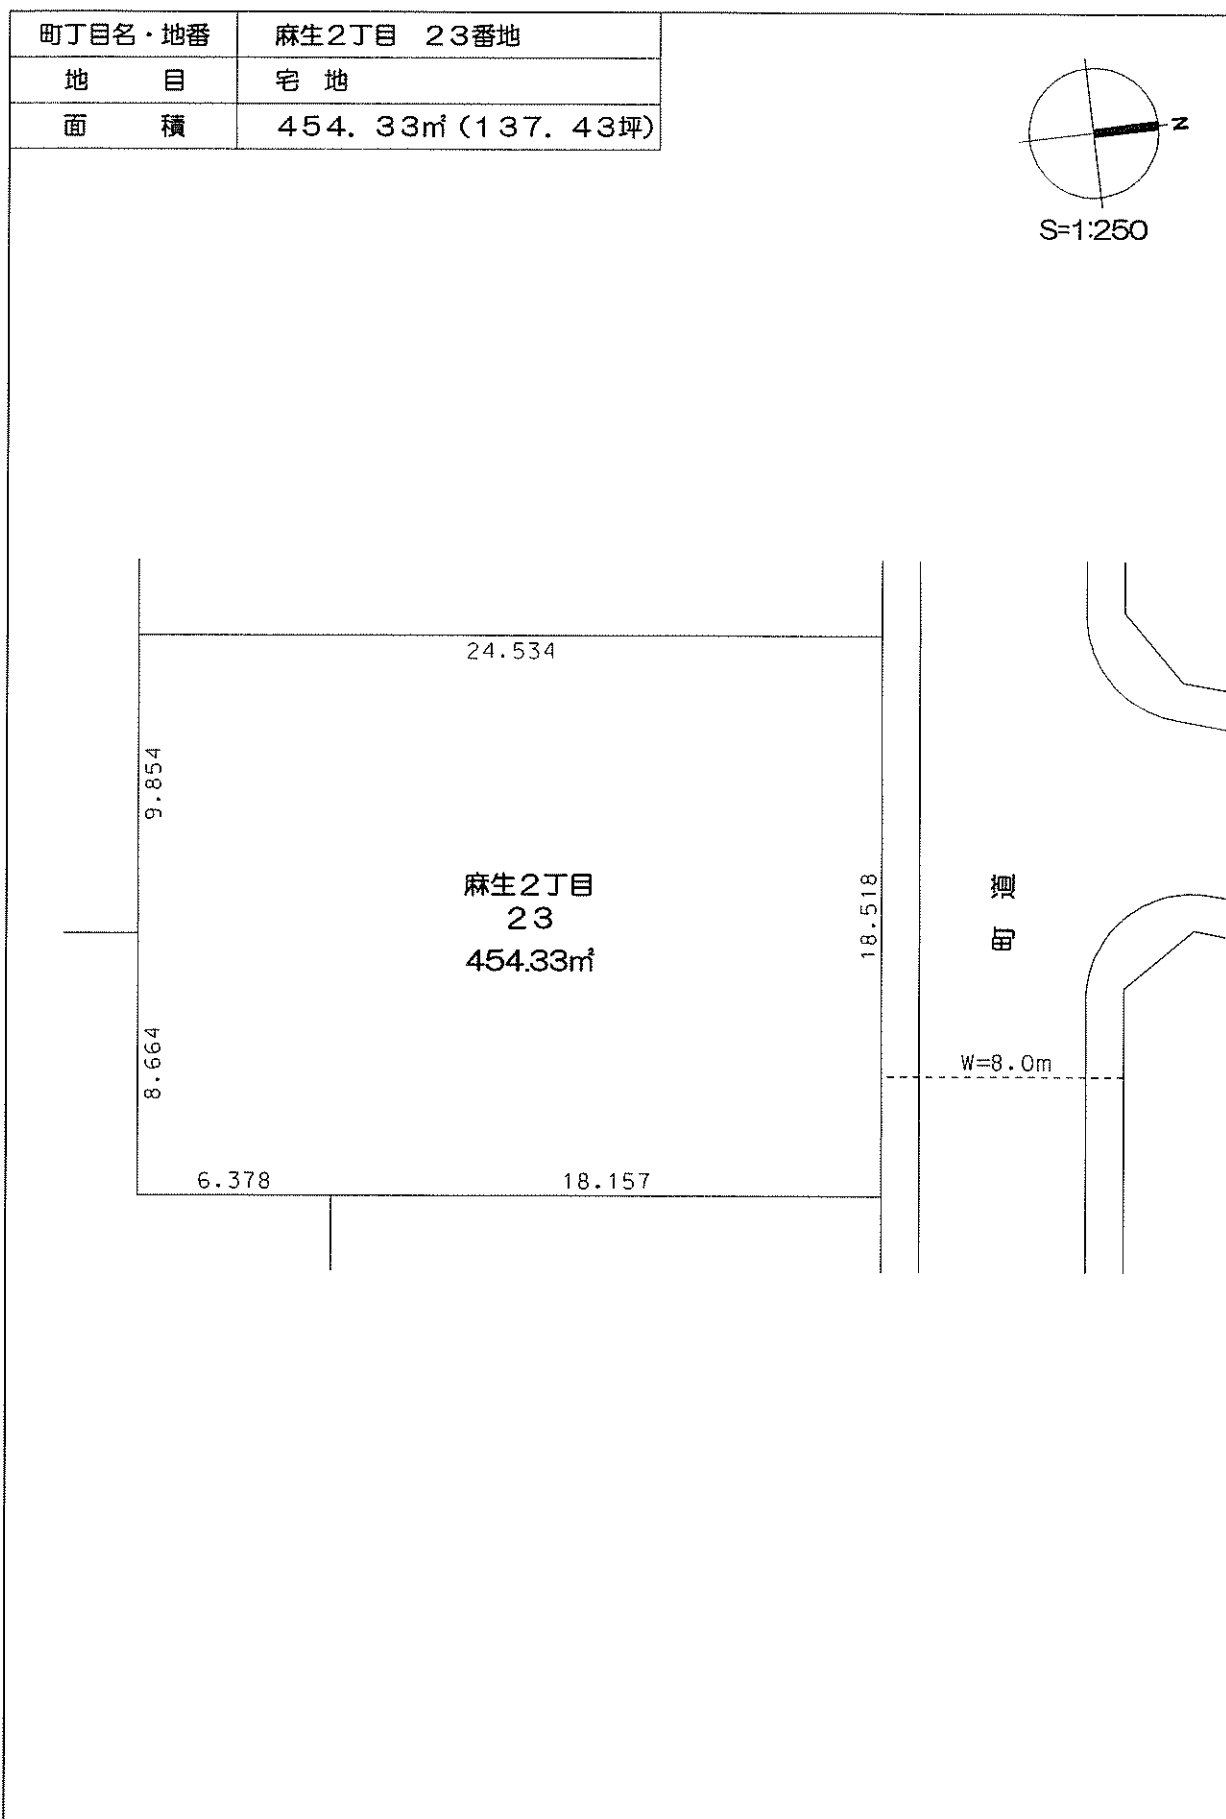 町丁目名・地番 麻生2丁目 23番地
地 目 宅 地
面 積 454. 33㎡(137. 43坪)
N
S=1:250
24.534
9.854
麻生2丁目
23
454.33㎡
18.518
町道
8.664
W=8.0m
6.378
18.157